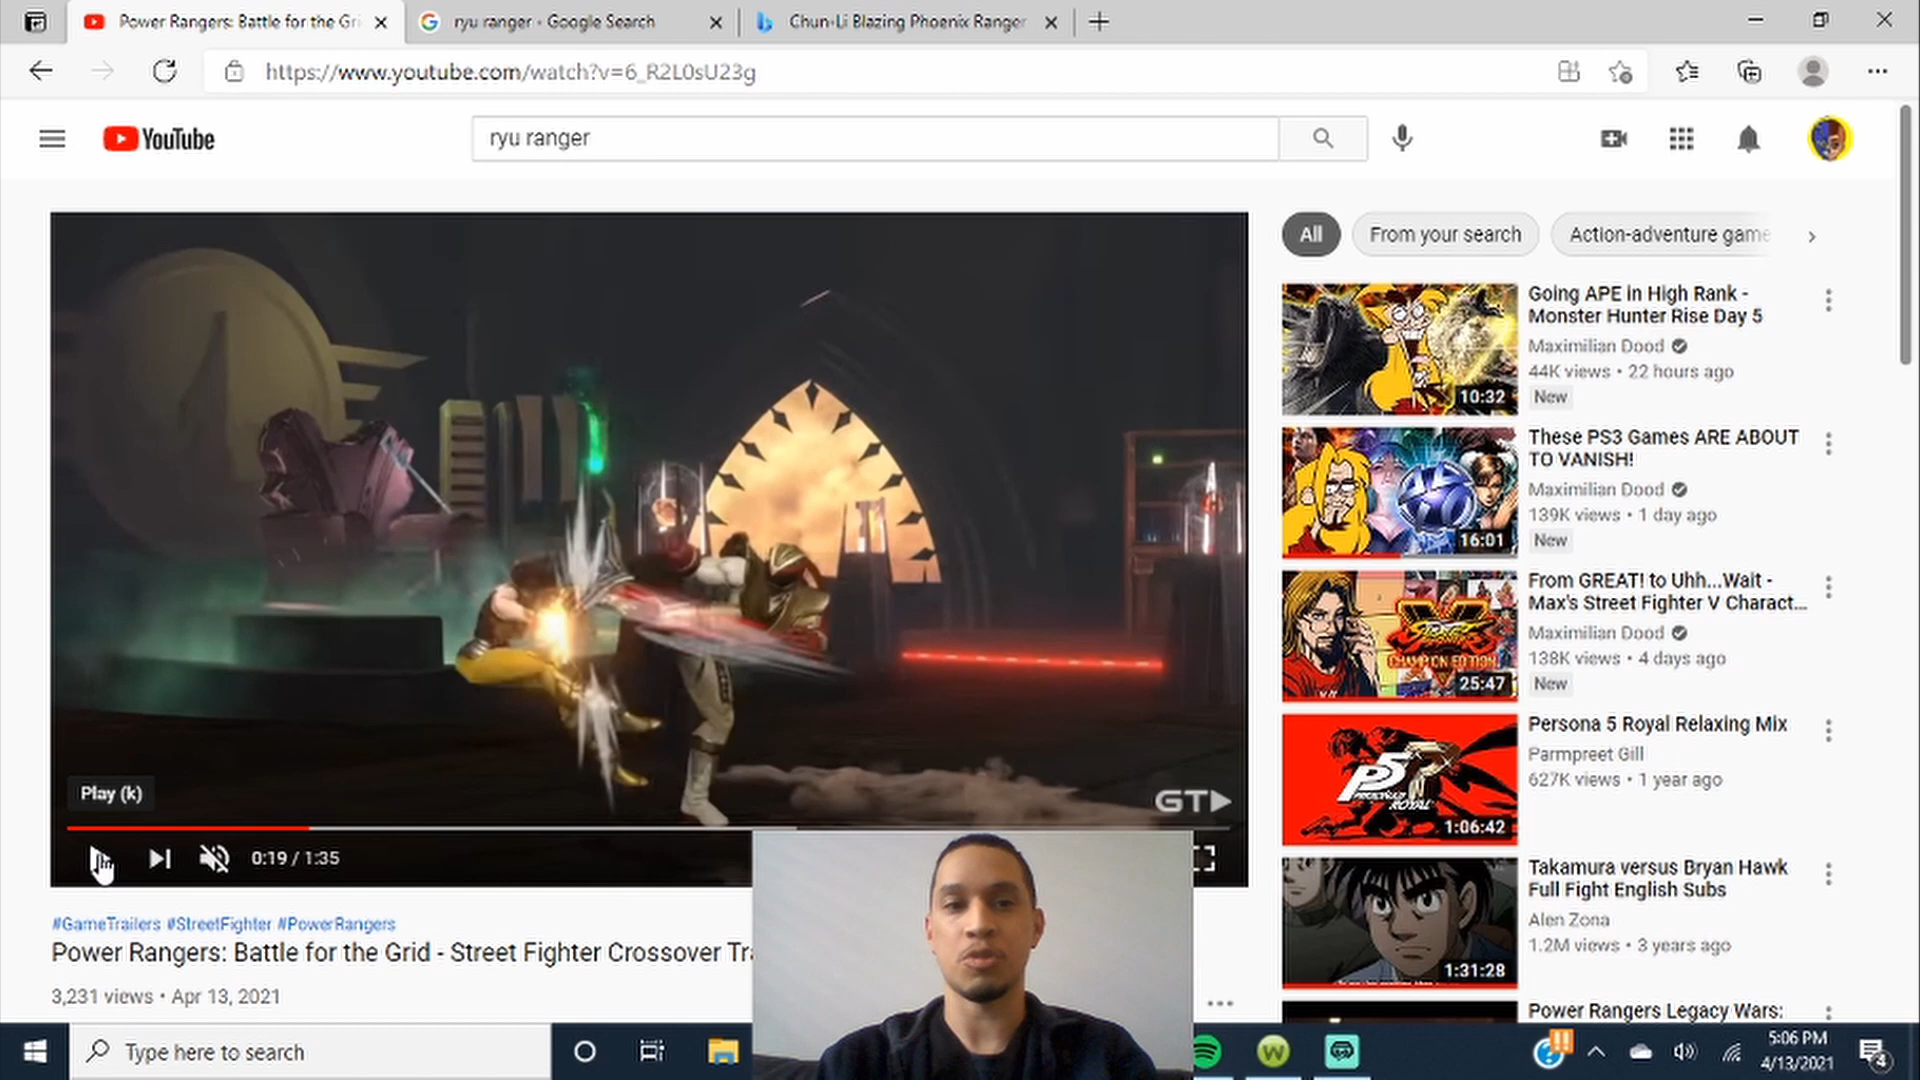 Power Rangers: Battle for the Gri
ryu ranger - Google Search
Chun-Li Blazing Phoenix Ranger
https://www.youtube.com/watch?v=6_R2L0sU23g
YouTube
ryu ranger
All
From your search
Action-adventure game
Going APE in High Rank -
Monster Hunter Rise Day 5
Maximilian Dood
44K views • 22 hours ago
New
10:32
These PS3 Games ARE ABOUT
TO VANISH!
Maximilian Dood
139K views • 1 day ago
New
16:01
From GREAT! to Uhh...Wait -
Max's Street Fighter V Charact...
Maximilian Dood
138K views • 4 days ago
New
CHAMPION EDITION
25:47
Persona 5 Royal Relaxing Mix
Parmpreet Gill
627K views • 1 year ago
P5
ROYAL
1:06:42
Takamura versus Bryan Hawk
Full Fight English Subs
Alen Zona
1.2M views • 3 years ago
1:31:28
Power Rangers Legacy Wars:
Play (k)
GT
0:19 / 1:35
#GameTrailers #StreetFighter #PowerRangers
Power Rangers: Battle for the Grid - Street Fighter Crossover Tra
3,231 views • Apr 13, 2021
Type here to search
W
5:06 PM
4/13/2021
4